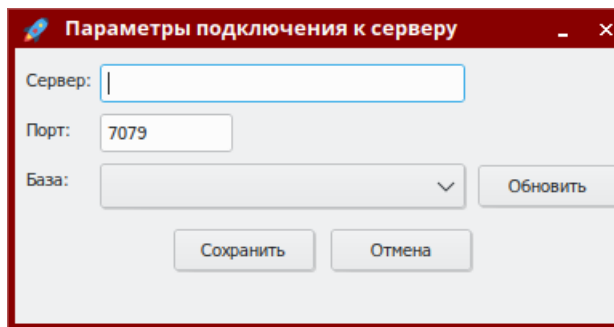 Параметры подключения к серверу
Сервер:
Порт: 7079
База: Обновить
Сохранить Отмена